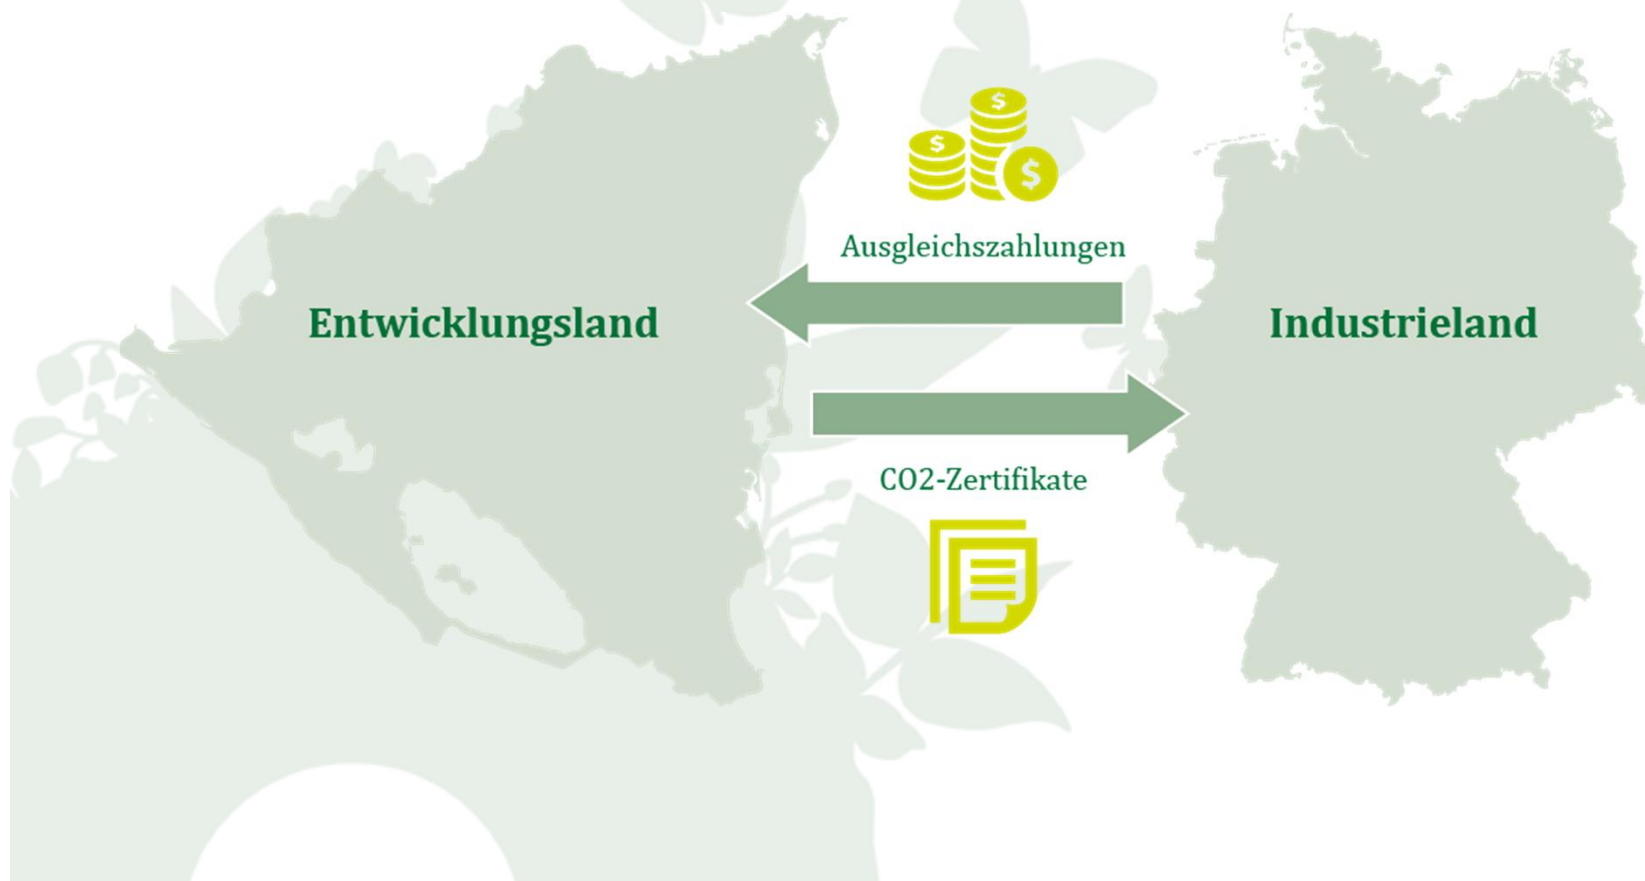 $
$
$
Ausgleichszahlungen
Entwicklungsland
Industrieland
CO2-Zertifikate